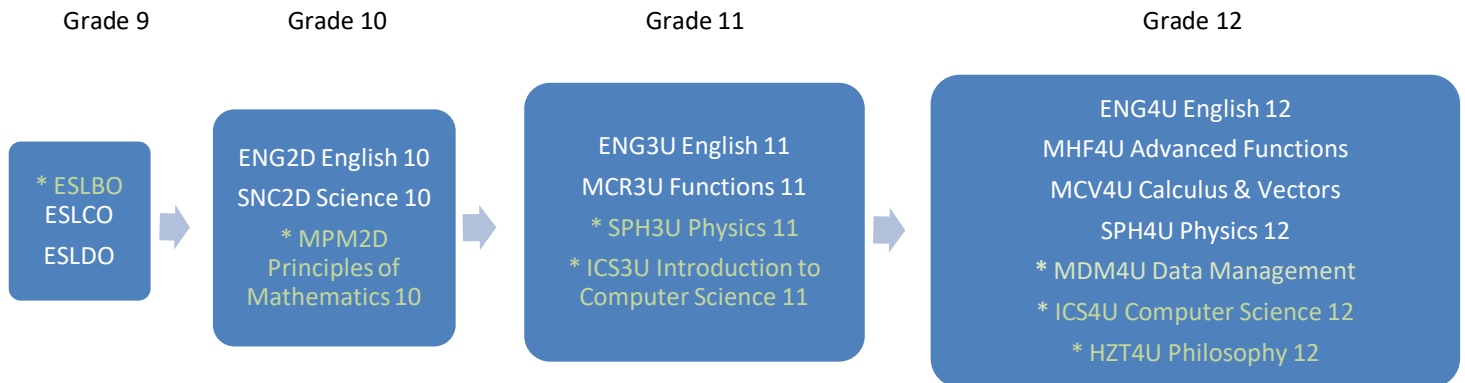 Grade 9
Grade 10
Grade 11
Grade 12
* ESLBO
ESLCO
ESLDO
ENG2D English 10
SNC2D Science 10
* MPM2D
Principles of
Mathematics 10
ENG3U English 11
MCR3U Functions 11
* SPH3U Physics 11
* ICS3U Introduction to
Computer Science 11
ENG4U English 12
MHF4U Advanced Functions
MCV4U Calculus & Vectors
SPH4U Physics 12
* MDM4U Data Management
* ICS4U Computer Science 12
* HZT4U Philosophy 12